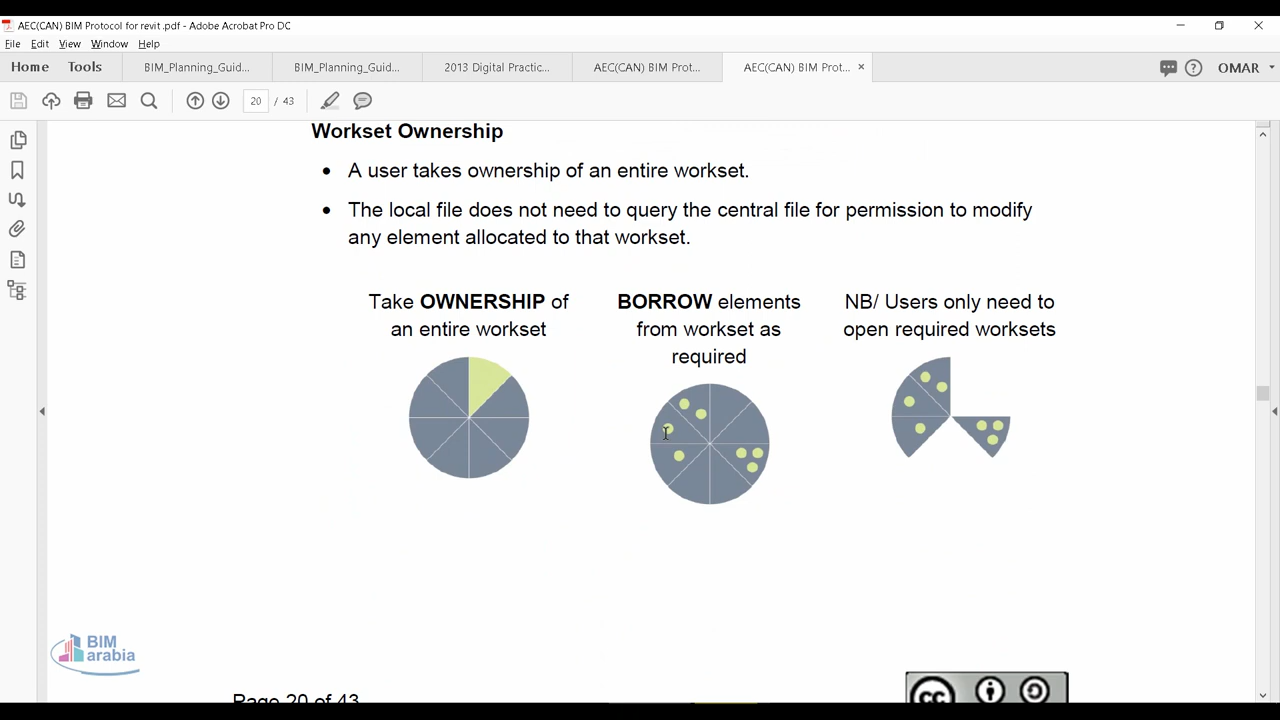 AEC(CAN) BIM Protocol for revit .pdf - Adobe Acrobat Pro DC
File Edit View Window Help
Home Tools BIM_Planning_Guid... BIM_Planning_Guid... 2013 Digital Practic... AEC(CAN) BIM Prot... AEC(CAN) BIM Prot... × OMAR
20 / 43
Workset Ownership
• A user takes ownership of an entire workset.
• The local file does not need to query the central file for permission to modify
any element allocated to that workset.
Take OWNERSHIP of
an entire workset
BORROW elements
from workset as
required
NB/ Users only need to
open required worksets
BIM
arabia
Page 20 of 43
cc